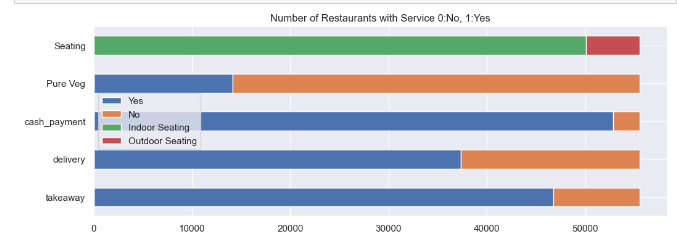 Number of Restaurants with Service 0:No, 1:Yes
Seating
Pure Veg
cash_payment
delivery
takeaway
Yes
No
Indoor Seating
Outdoor Seating
0 10000 20000 30000 40000 50000